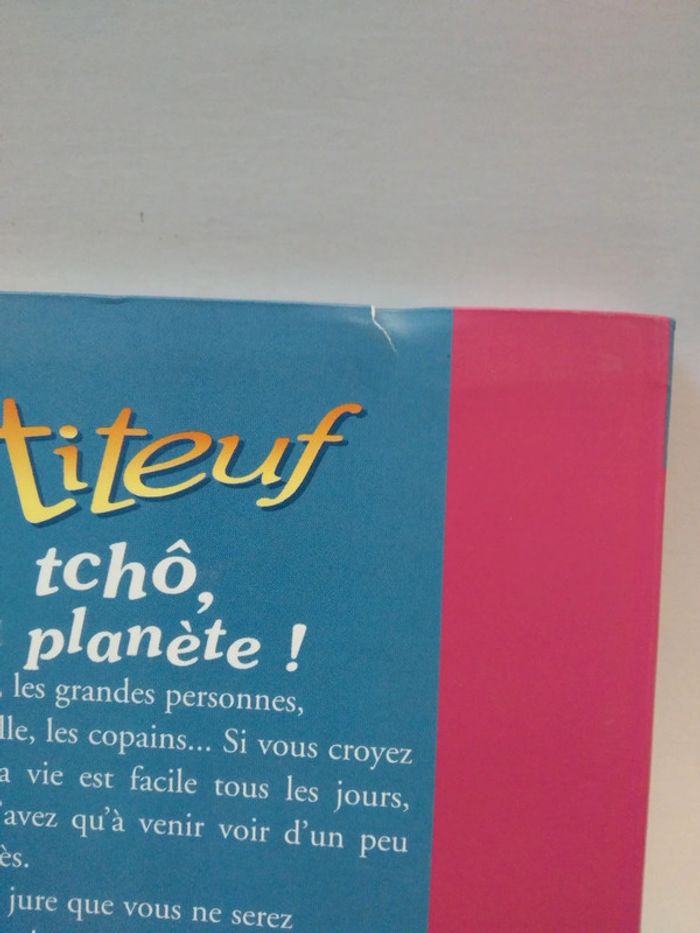 titeuf
tchô,
planète !
, les grandes personnes,
lle, les copains... Si vous croyez
a vie est facile tous les jours,
'avez qu'à venir voir d'un peu
ès.
jure que vous ne serez